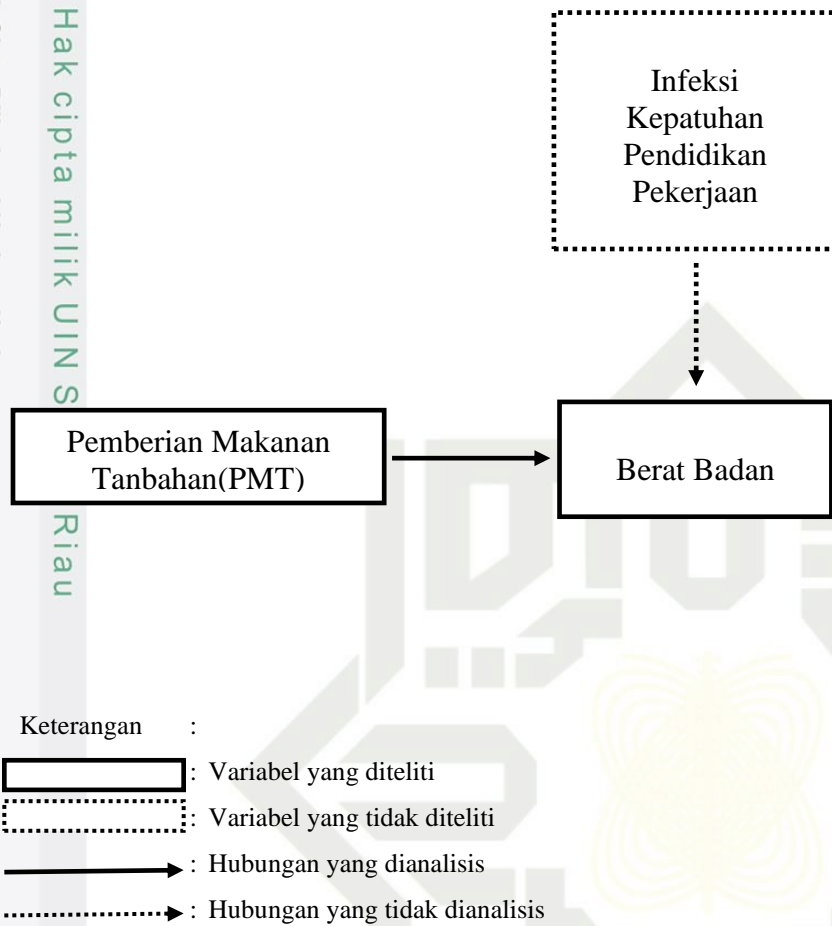 Hak cipta milik UIN S
Riau
Infeksi
Kepatuhan
Pendidikan
Pekerjaan
Pemberian Makanan
Tanbahan(PMT)
Berat Badan
Keterangan :
: Variabel yang diteliti
: Variabel yang tidak diteliti
: Hubungan yang dianalisis
: Hubungan yang tidak dianalisis